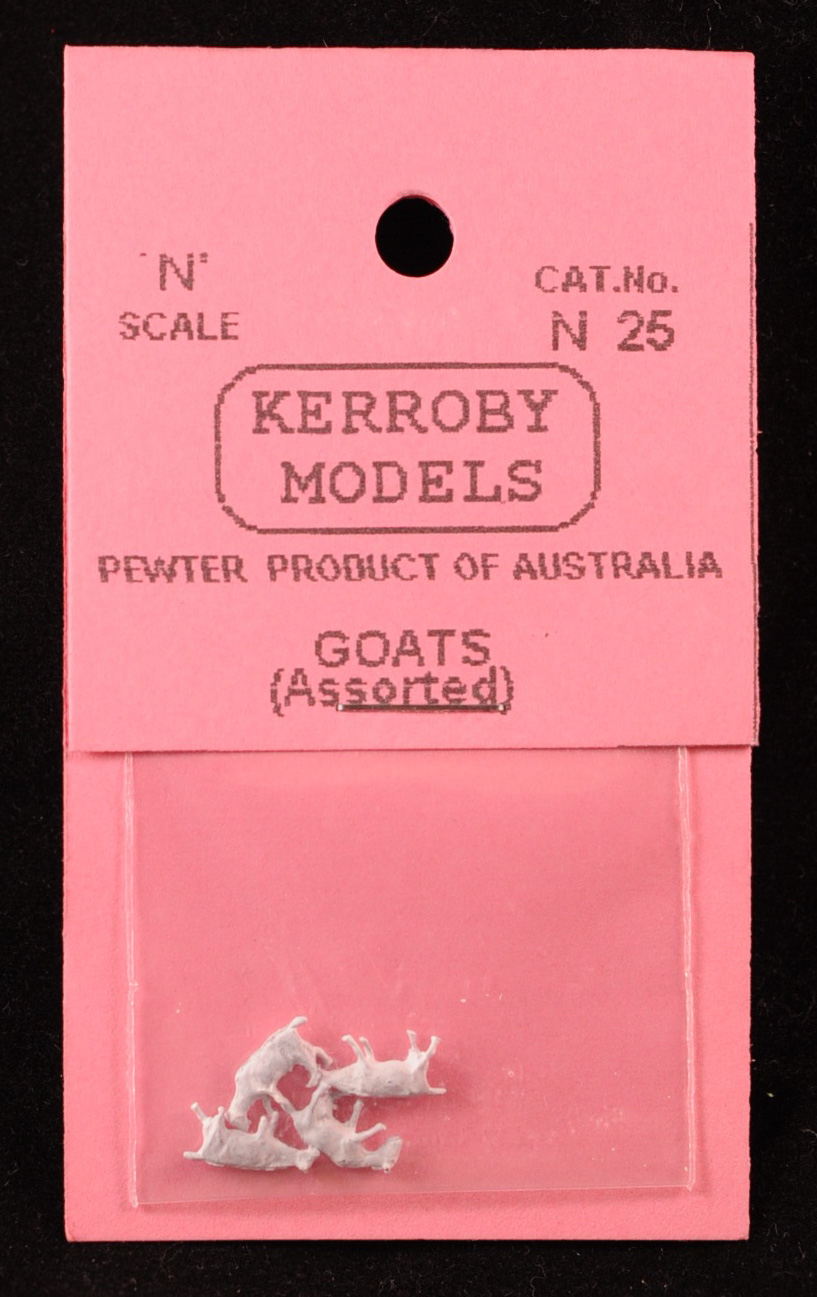 'N'
SCALE
CAT.No.
N 25
KERROBY
MODELS
PEWTER PRODUCT OF AUSTRALIA
GOATS
(Assorted)